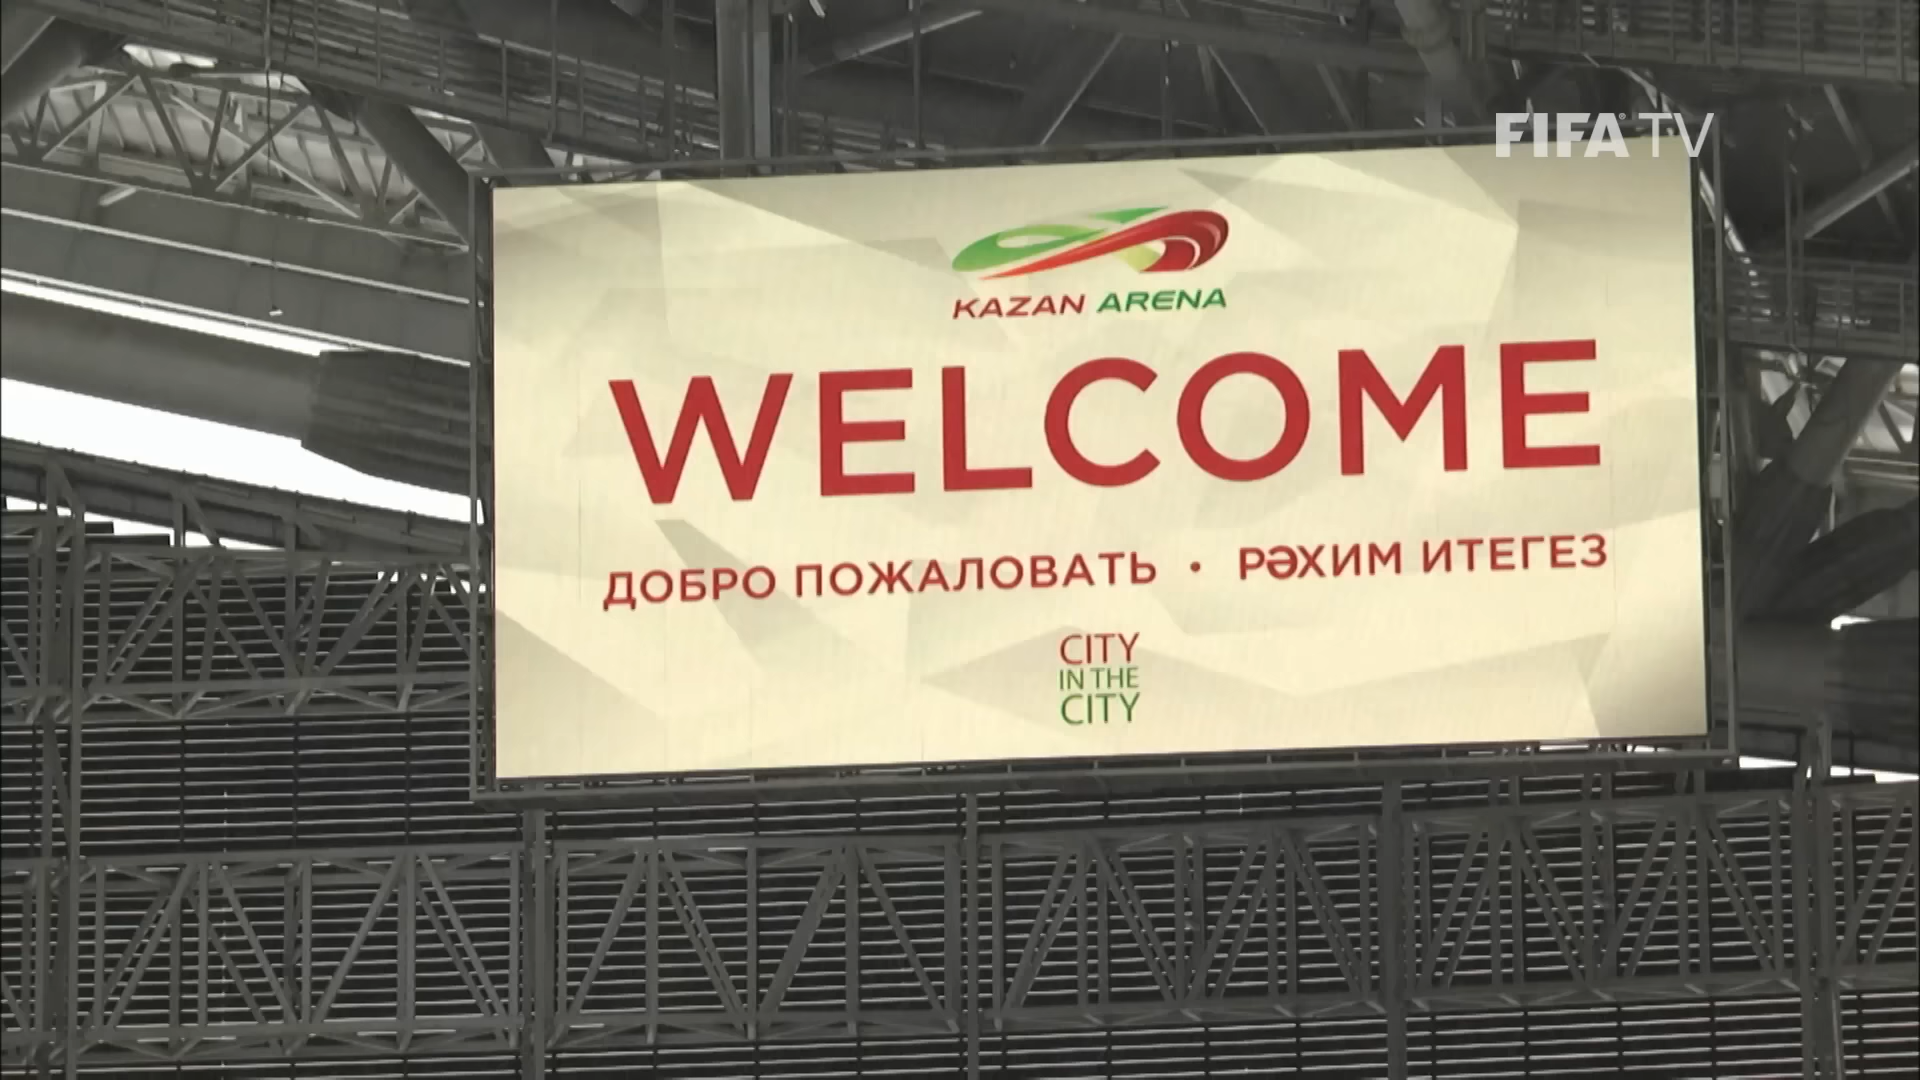 FIFA TV
KAZAN ARENA
WELCOME
ДОБРО ПОЖАЛОВАТЬ · РӘХИМ ИТЕГЕЗ
CITY
IN THE
CITY